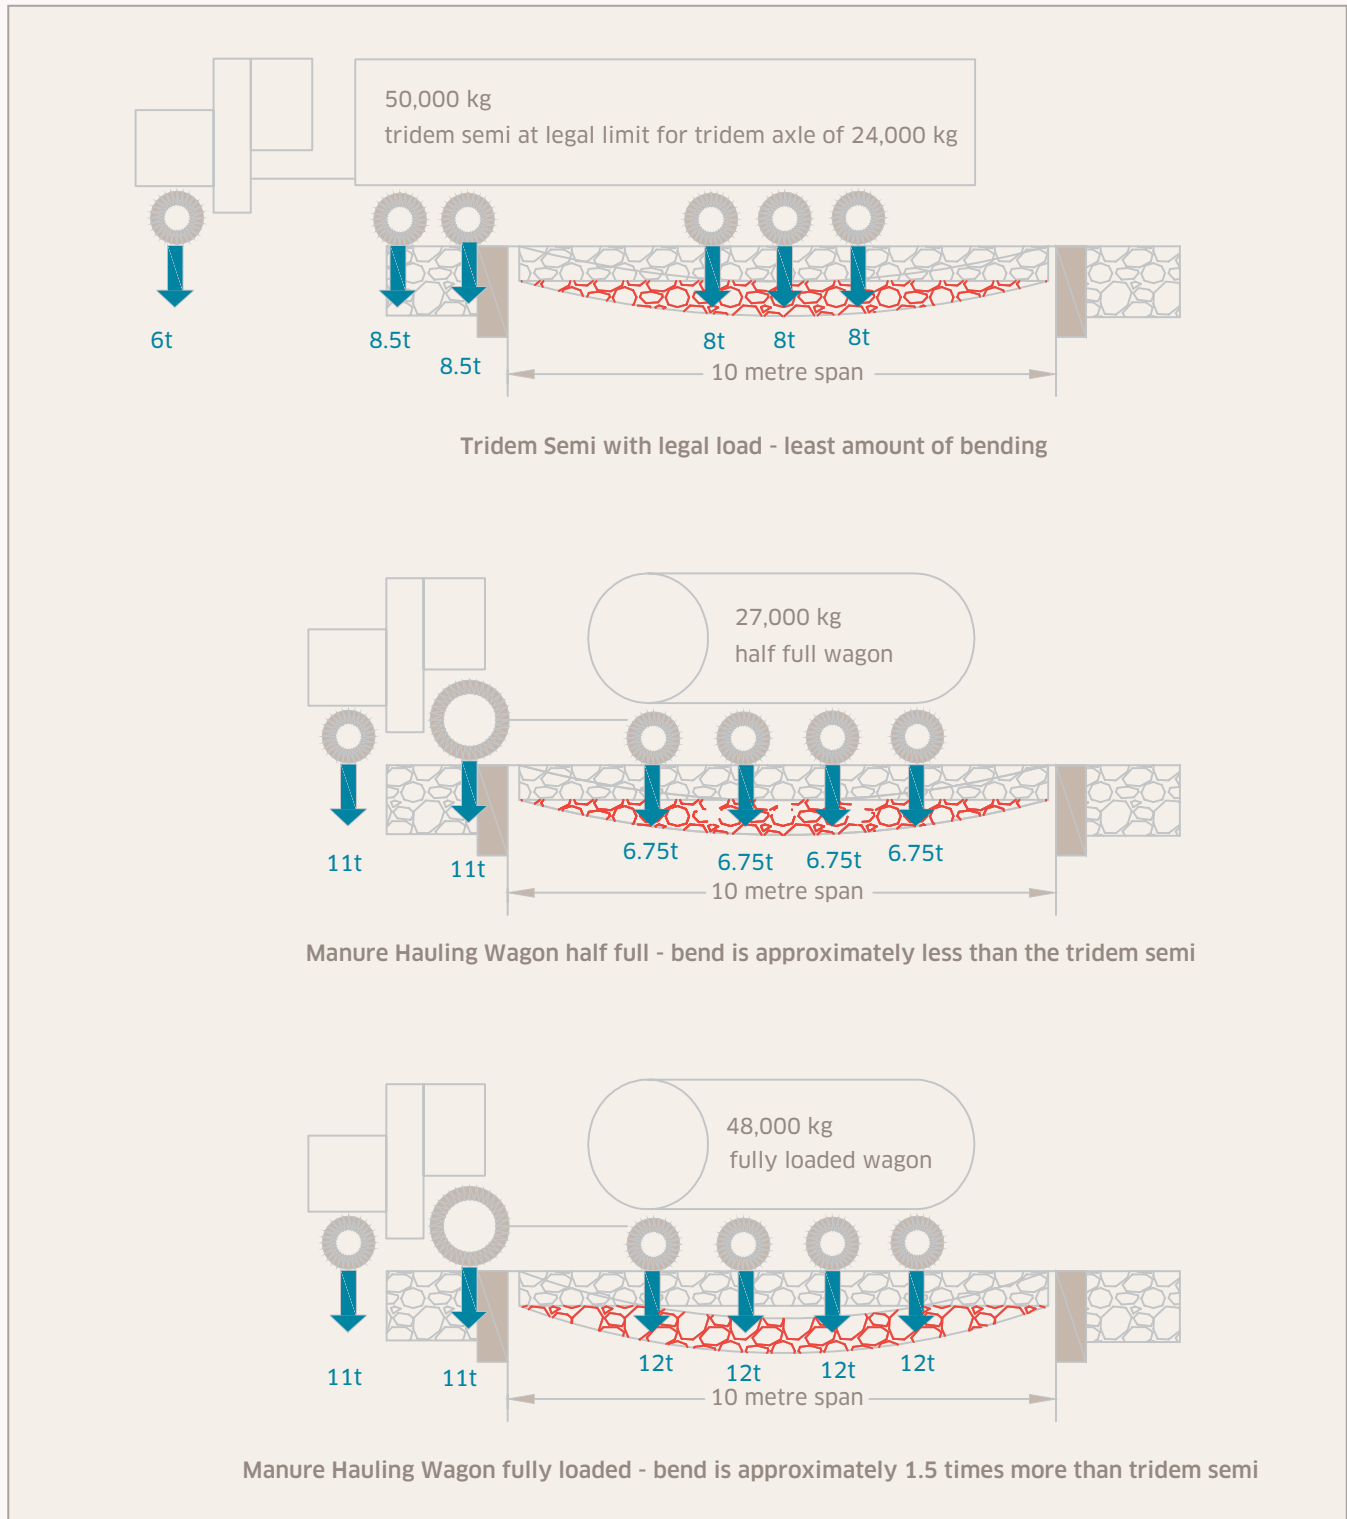 50,000 kg
tridem semi at legal limit for tridem axle of 24,000 kg
6t
8.5t
8.5t
8t
8t
8t
10 metre span
Tridem Semi with legal load - least amount of bending
27,000 kg
half full wagon
11t
11t
6.75t
6.75t
6.75t
6.75t
10 metre span
Manure Hauling Wagon half full - bend is approximately less than the tridem semi
48,000 kg
fully loaded wagon
11t
11t
12t
12t
12t
12t
10 metre span
Manure Hauling Wagon fully loaded - bend is approximately 1.5 times more than tridem semi